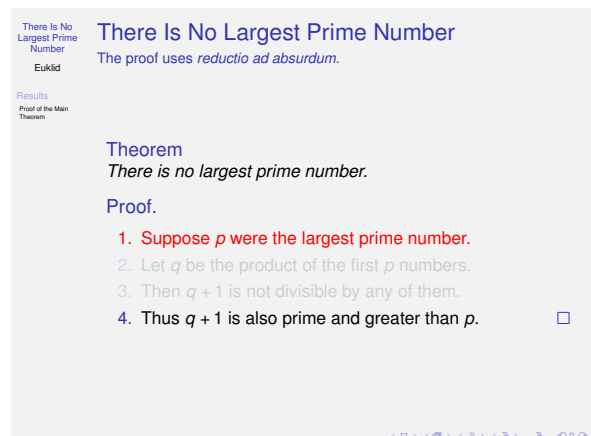 There Is No
Largest Prime
Number
Euklid
Results
Proof of the Main
Theorem
There Is No Largest Prime Number
The proof uses reductio ad absurdum.
Theorem
There is no largest prime number.
Proof.
1. Suppose p were the largest prime number.
2. Let q be the product of the first p numbers.
3. Then q + 1 is not divisible by any of them.
4. Thus q + 1 is also prime and greater than p. □